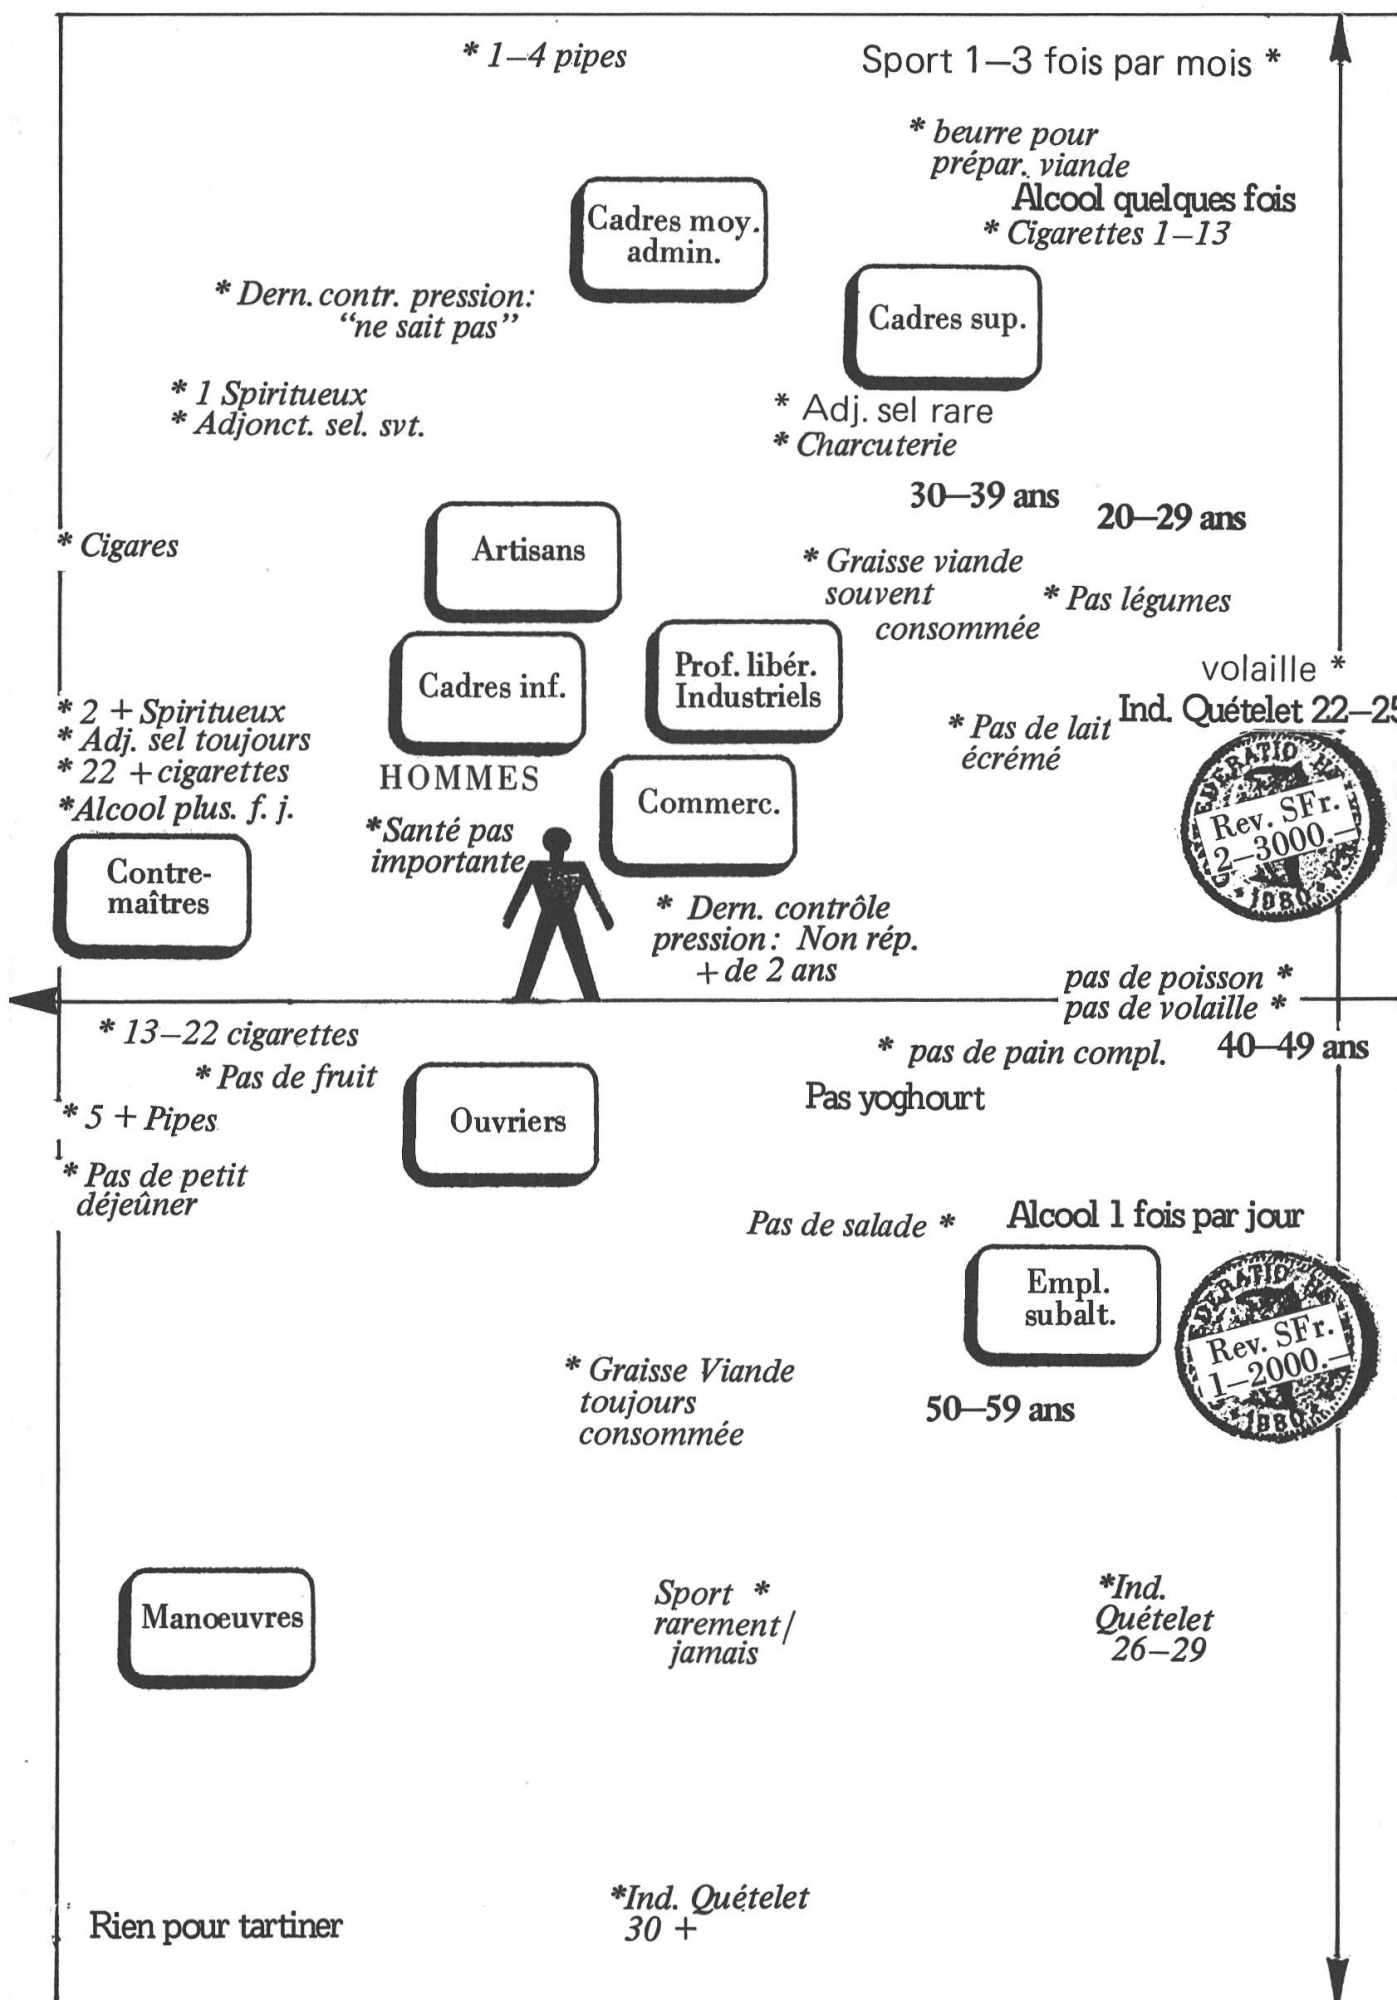 * 1–4 pipes
Sport 1–3 fois par mois *
* beurre pour
prépar. viande
Alcool quelques fois
* Cigarettes 1–13
Cadres moy.
admin.
* Dern. contr. pression:
“ne sait pas”
Cadres sup.
* 1 Spiritueux
* Adjonct. sel. svt.
* Adj. sel rare
* Charcuterie
30–39 ans
20–29 ans
* Cigares
Artisans
* Graisse viande
souvent
consommée
* Pas légumes
Cadres inf.
Prof. libér.
Industriels
volaille *
Ind. Quételet 22–25
* 2 + Spiritueux
* Adj. sel toujours
* 22 + cigarettes
*Alcool plus. f. j.
* Pas de lait
écrémé
HOMMES
Commerc.
Rev. SFr.
2–3000.–
1980
*Santé pas
importante
Contre-
maîtres
* Dern. contrôle
pression: Non rép.
+ de 2 ans
pas de poisson *
pas de volaille *
* 13–22 cigarettes
* pas de pain compl.
40–49 ans
* Pas de fruit
Pas yoghourt
* 5 + Pipes
Ouvriers
* Pas de petit
déjeûner
Pas de salade *
Alcool 1 fois par jour
Empl.
subalt.
Rev. SFr.
1–2000.–
1980
* Graisse Viande
toujours
consommée
50–59 ans
Manoeuvres
Sport *
rarement/
jamais
*Ind.
Quételet
26–29
*Ind. Quételet
30 +
Rien pour tartiner